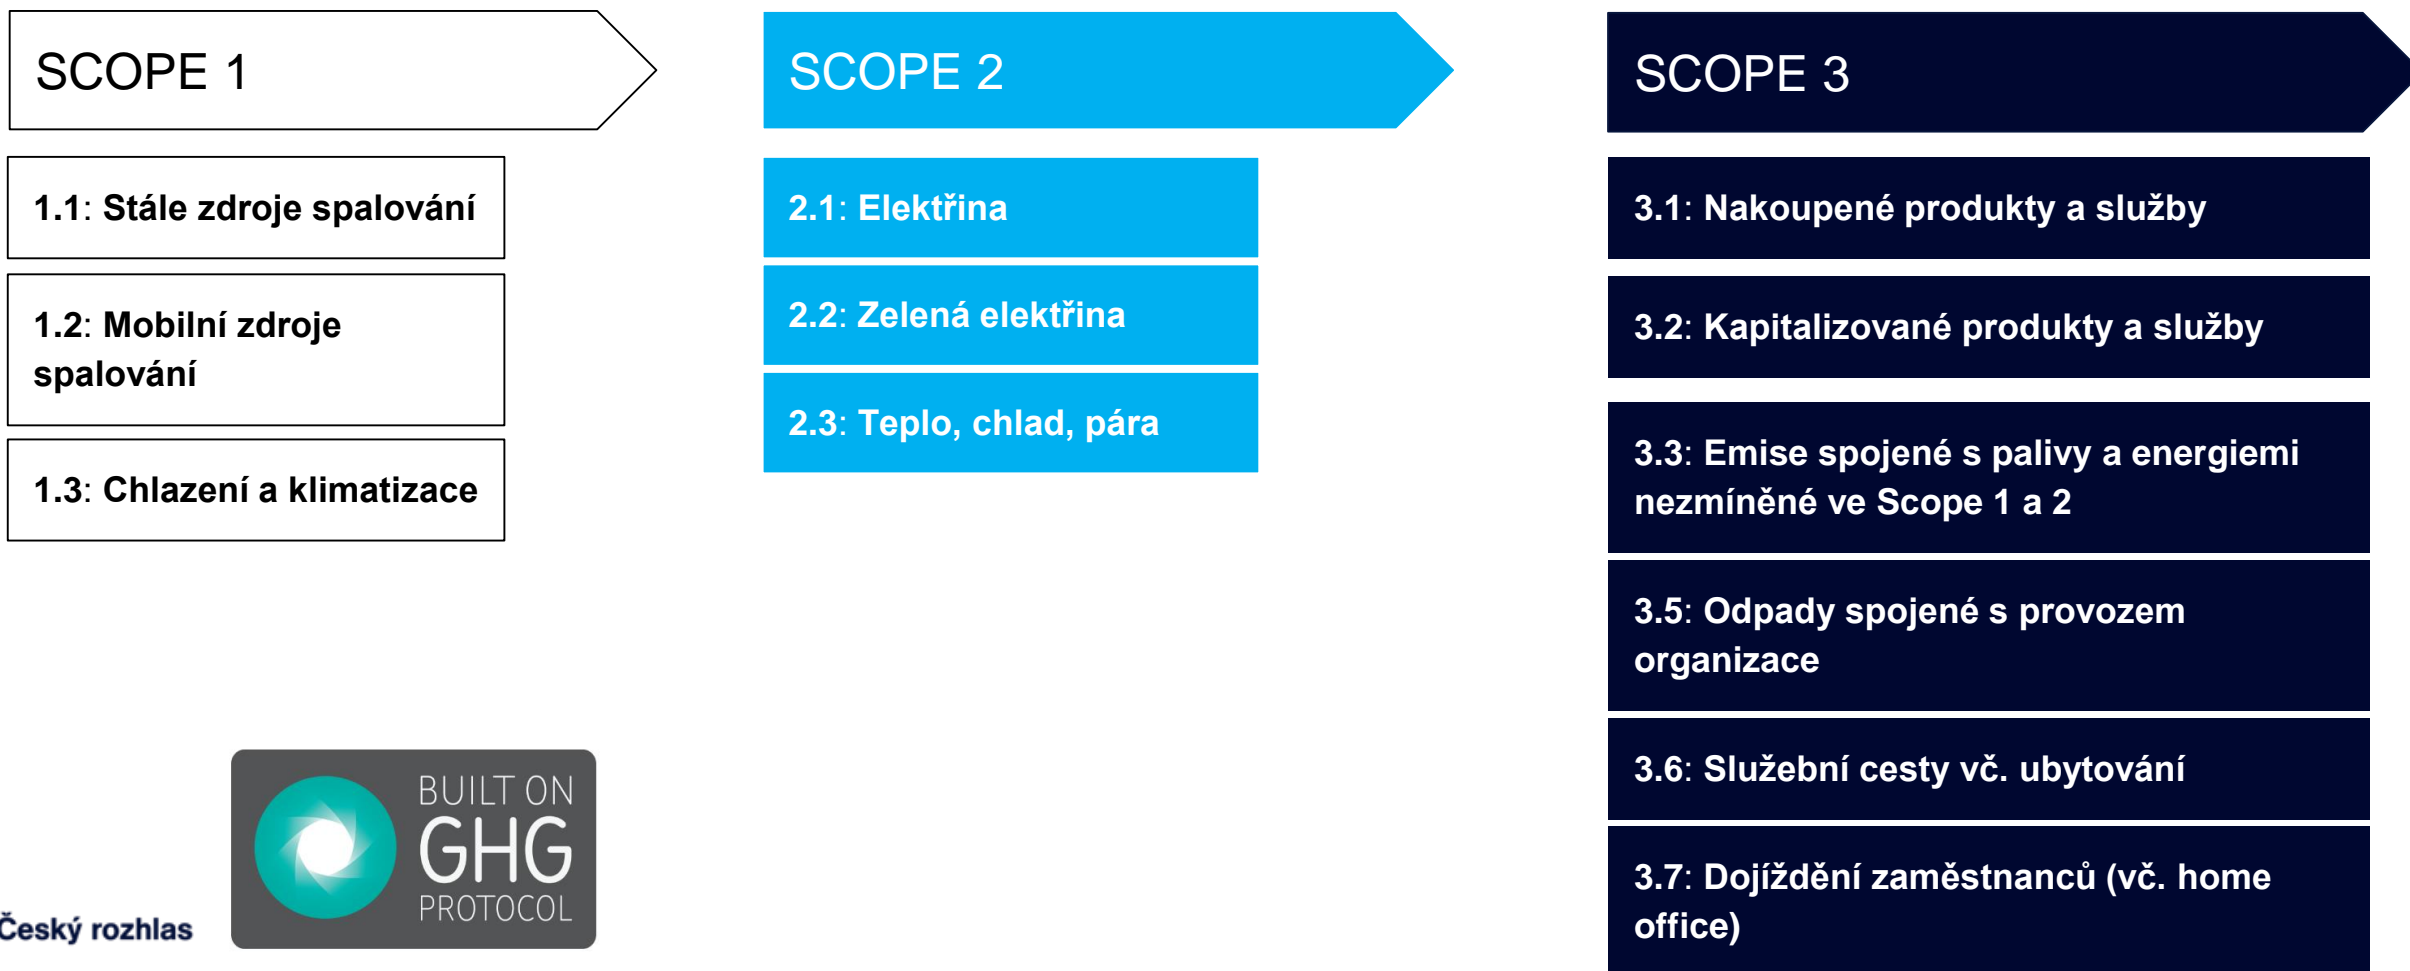 SCOPE 1
1.1: Stále zdroje spalování
1.2: Mobilní zdroje
spalování
1.3: Chlazení a klimatizace
SCOPE 2
2.1: Elektřina
2.2: Zelená elektřina
2.3: Teplo, chlad, pára
SCOPE 3
3.1: Nakoupené produkty a služby
3.2: Kapitalizované produkty a služby
3.3: Emise spojené s palivy a energiemi
nezmíněné ve Scope 1 a 2
3.5: Odpady spojené s provozem
organizace
3.6: Služební cesty vč. ubytování
3.7: Dojíždění zaměstnanců (vč. home
office)
BUILT ON
GHG
PROTOCOL
Český rozhlas